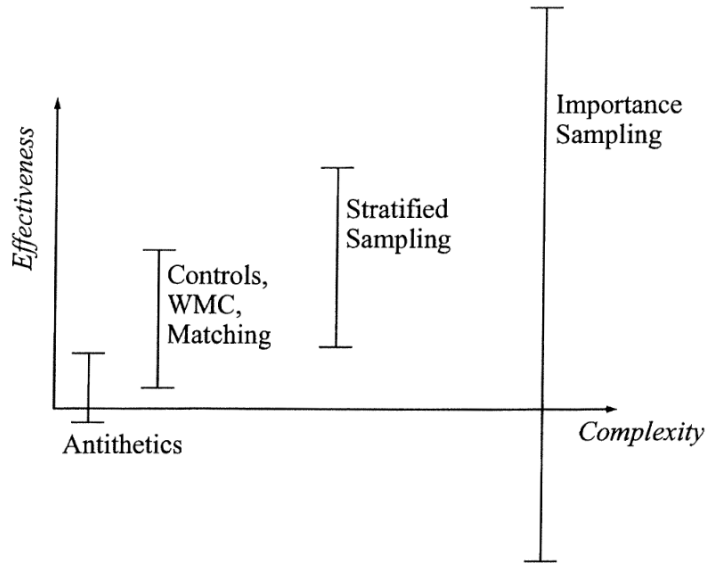 Importance
Sampling
Effectiveness
Stratified
Sampling
Controls,
WMC,
Matching
Complexity
Antithetics